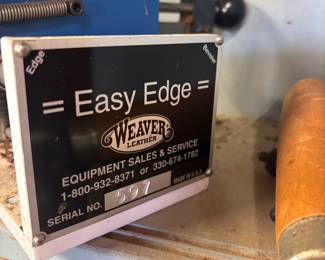 Edge
Beveler
= Easy Edge =
WEAVER
LEATHER
EQUIPMENT SALES & SERVICE
1-800-932-8371 or 330-674-1782
SERIAL NO. 597 MADE IN U.S.A.